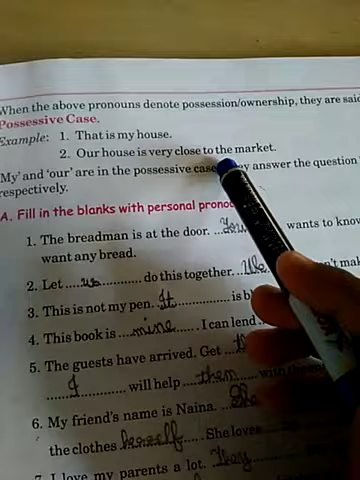 When the above pronouns denote possession/ownership, they are said
Possessive Case.
Example: 1. That is my house.
2. Our house is very close to the market.
'My' and 'our' are in the possessive case answer the question
respectively.
A. Fill in the blanks with personal
1. The breadman is at the door. wants to know
want any bread.
2. Let ....us............ do this together.
3. This is not my pen. It ............... is
4. This book is ....mine....... I can lend
5. The guests have arrived. Get
.......I............ will help ....them
6. My friend's name is Naina. She
the clothes herself ..... She loves
7. I love my parents a lot. They